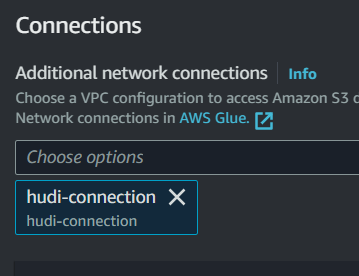 Connections
Additional network connections Info
Choose a VPC configuration to access Amazon S3
Network connections in AWS Glue.
Choose options
hudi-connection
hudi-connection